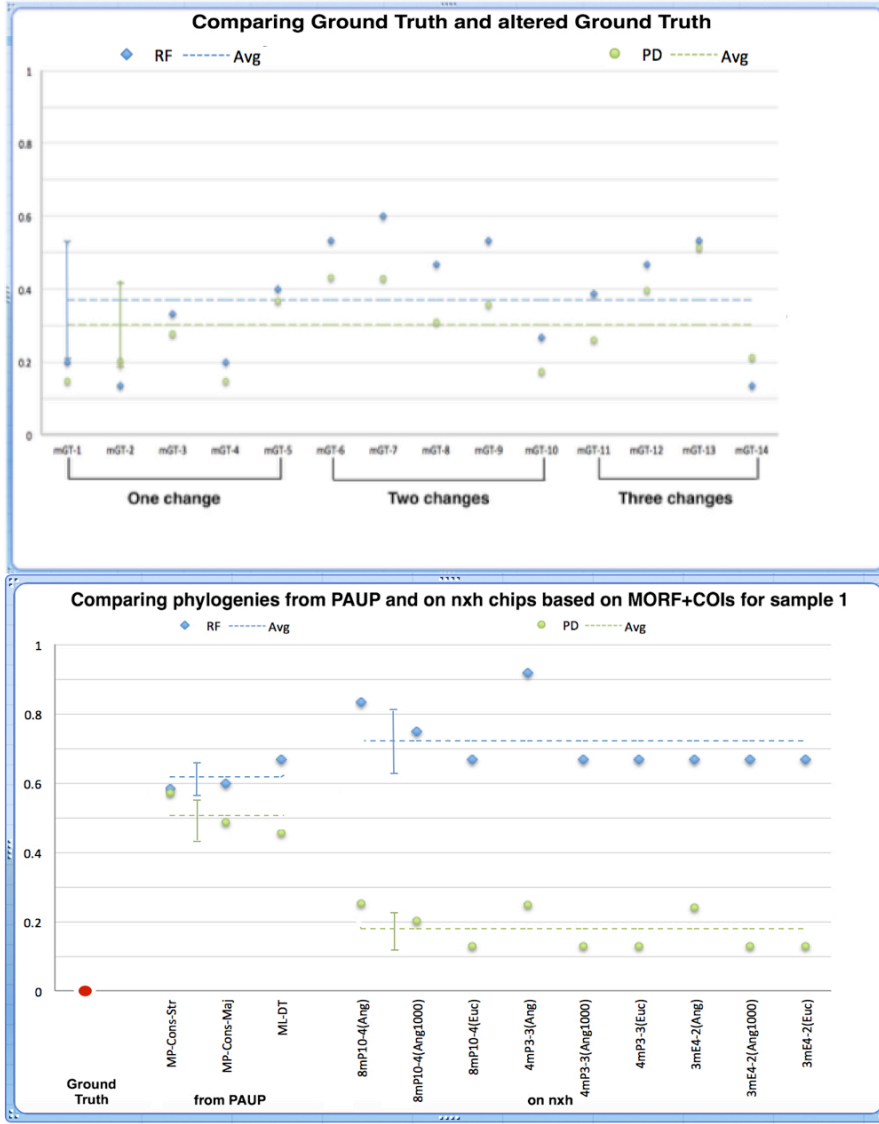 Comparing Ground Truth and altered Ground Truth
RF Avg PD Avg
1
0.8
0.6
0.4
0.2
0
mGT-1 mGT-2 mGT-3 mGT-4 mGT-5 mGT-6 mGT-7 mGT-8 mGT-9 mGT-10 mGT-11 mGT-12 mGT-13 mGT-14
One change Two changes Three changes
Comparing phylogenies from PAUP and on nxh chips based on MORF+COIs for sample 1
RF Avg PD Avg
1
0.8
0.6
0.4
0.2
0
MP-Cons-Str
MP-Cons-Maj
ML-DT
8mP10-4(Ang)
8mP10-4(Ang1000)
8mP10-4(Euc)
4mP3-3(Ang)
4mP3-3(Ang1000)
4mP3-3(Euc)
3mE4-2(Ang)
3mE4-2(Ang1000)
3mE4-2(Euc)
Ground
Truth from PAUP on nxh